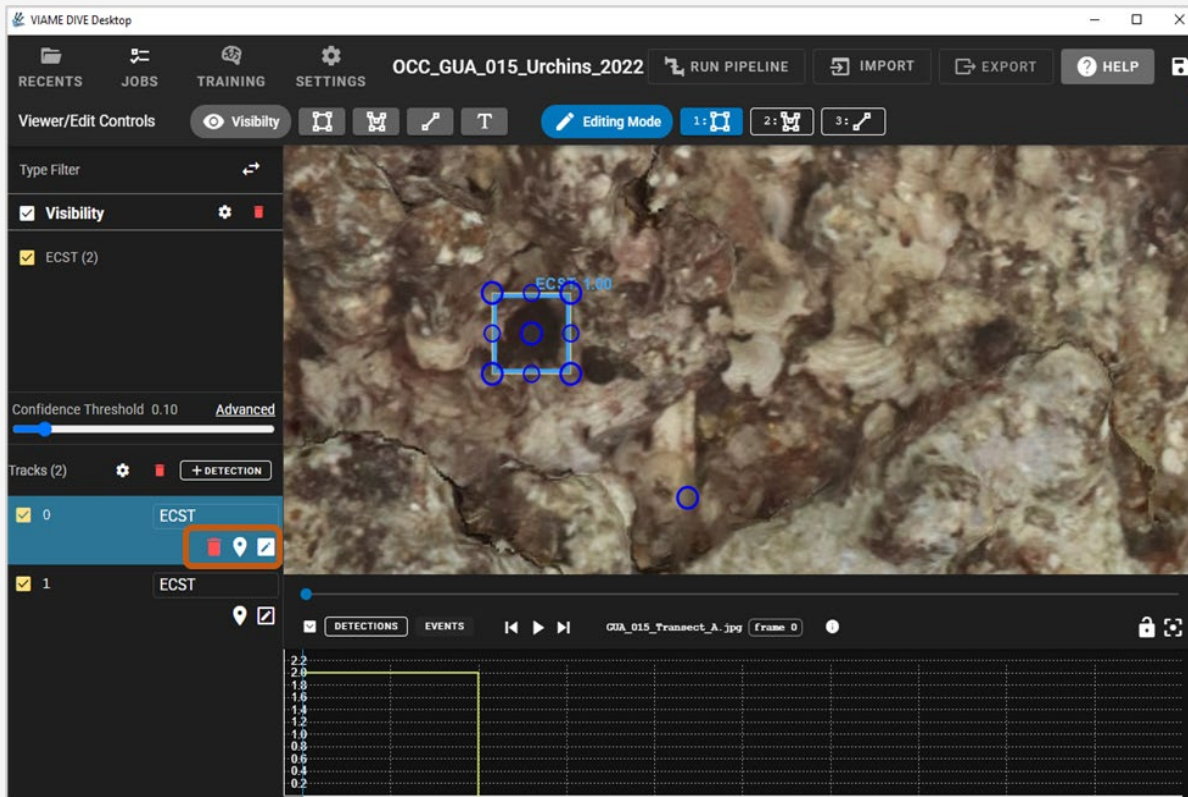 VIAME DIVE Desktop
RECENTS JOBS TRAINING SETTINGS OCC_GUA_015_Urchins_2022 RUN PIPELINE IMPORT EXPORT HELP
Viewer/Edit Controls Visibilty T Editing Mode 1: 2: 3:
Type Filter
Visibility
ECST (2)
ECST 1.00
Confidence Threshold 0.10 Advanced
Tracks (2) + DETECTION
0 ECST
1 ECST
DETECTIONS EVENTS GUA_015_Transect_A.jpg frame 0
2.2
2.0
1.8
1.6
1.4
1.2
1.0
0.8
0.6
0.4
0.2